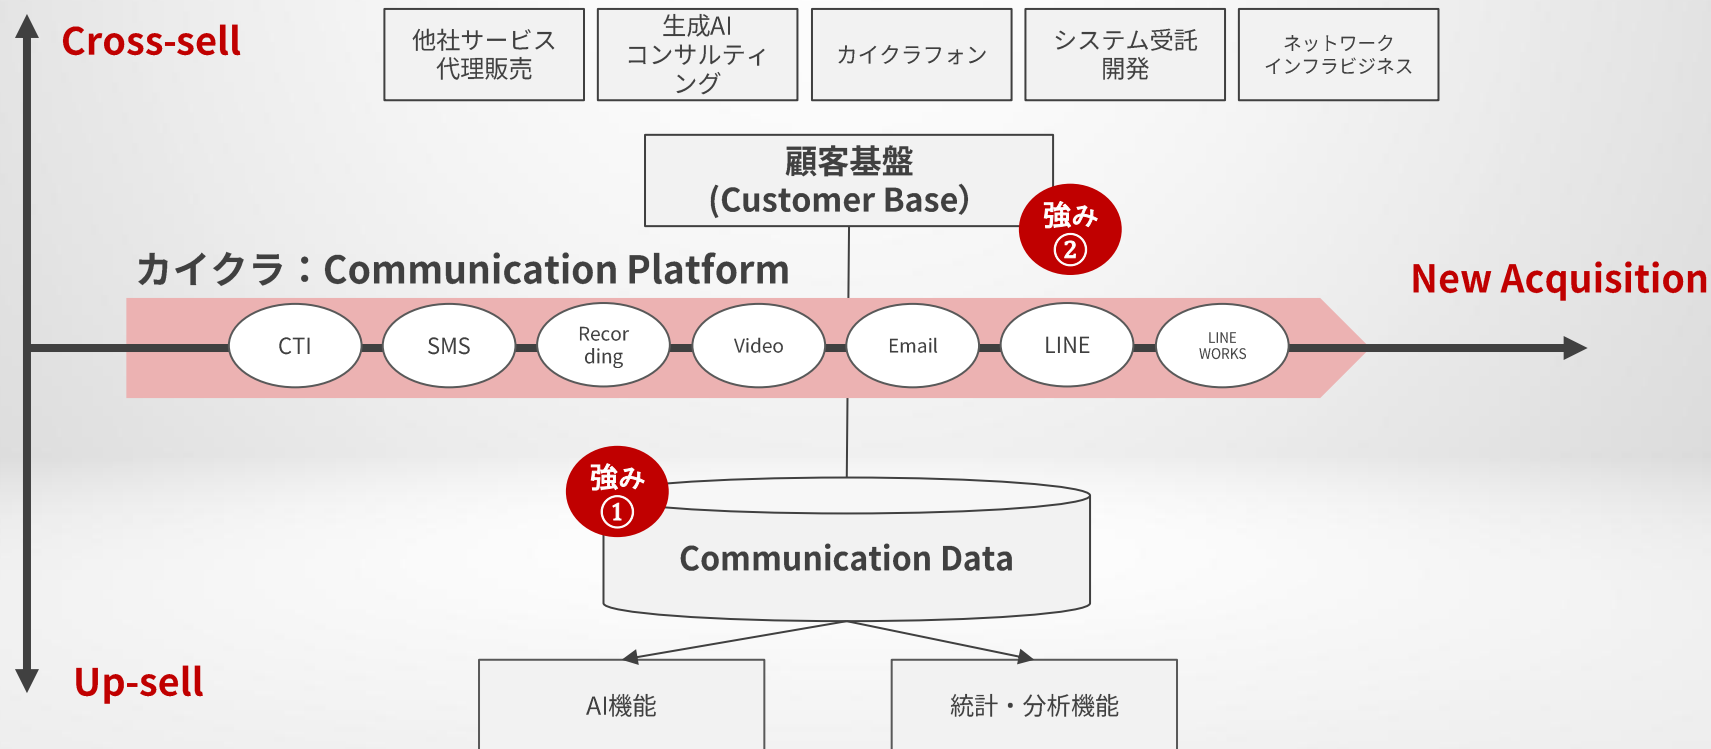 Cross-sell
他社サービス
代理販売
生成AI
コンサルティ
ング
カイクラフォン
システム受託
開発
ネットワーク
インフラビジネス
顧客基盤
(Customer Base）
強み
②
カイクラ：Communication Platform
New Acquisition
CTI
SMS
Recor
ding
Video
Email
LINE
LINE
WORKS
強み
①
Communication Data
Up-sell
AI機能
統計・分析機能